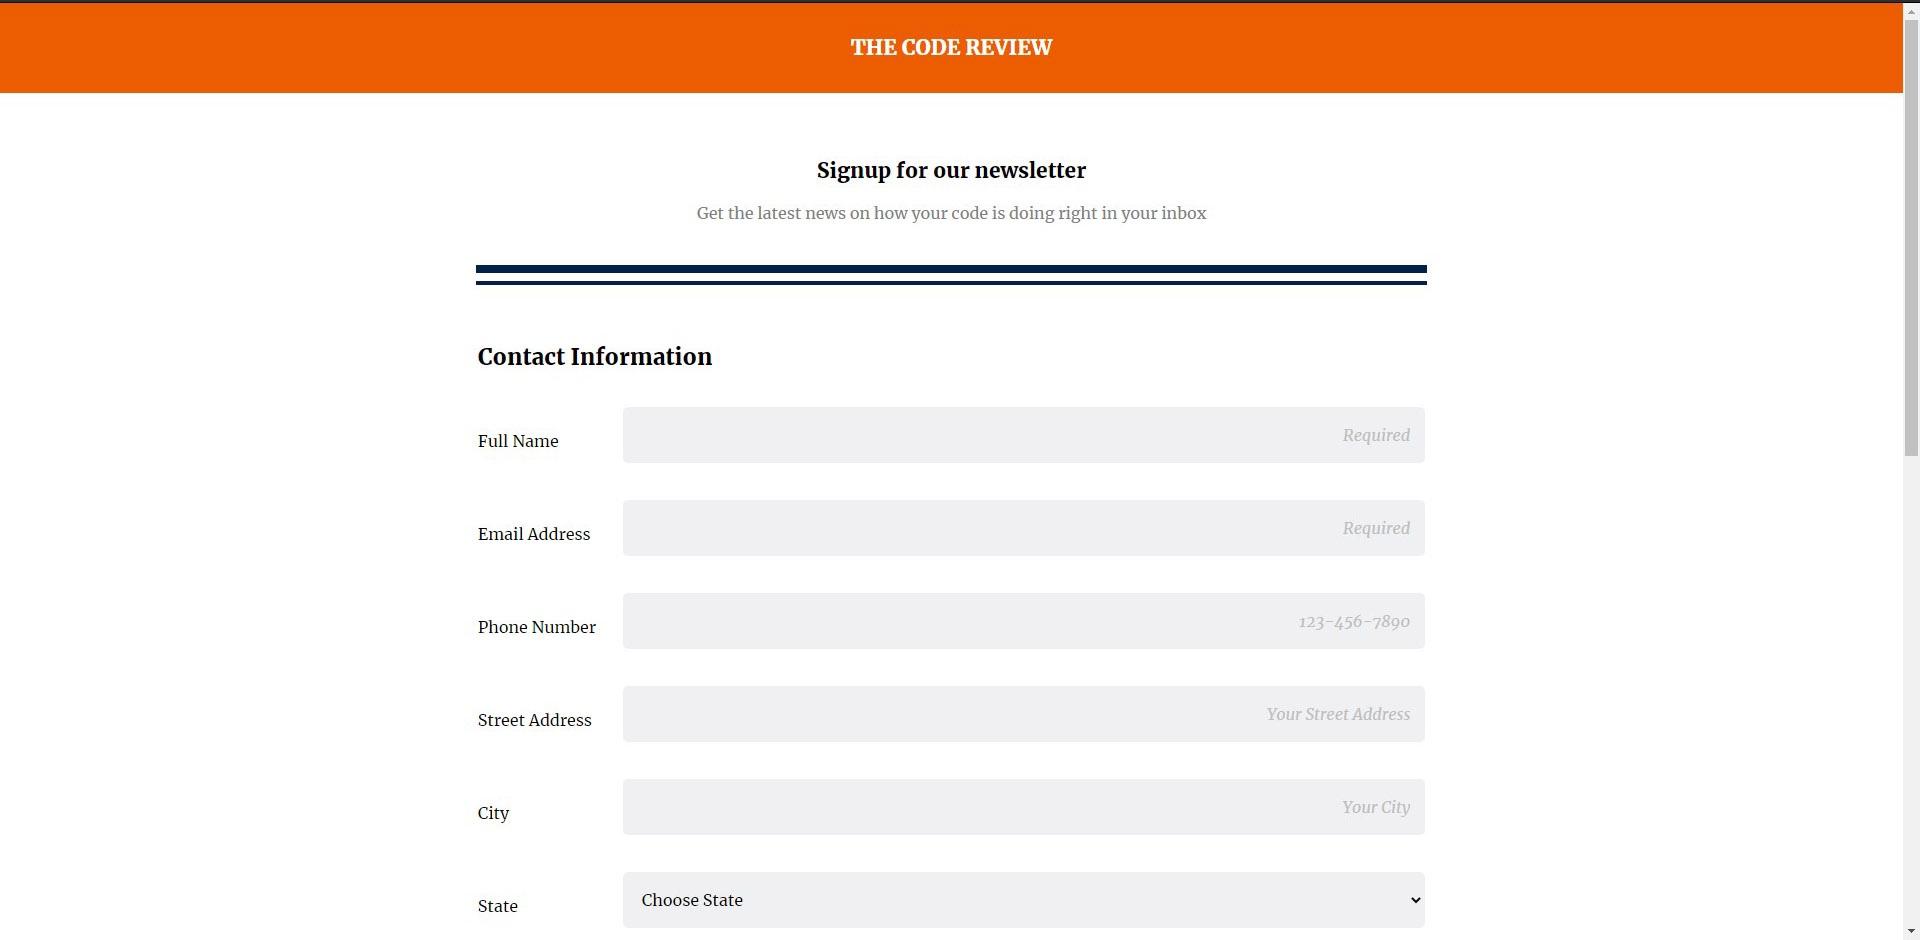 THE CODE REVIEW
Signup for our newsletter
Get the latest news on how your code is doing right in your inbox
Contact Information
Full Name Required
Email Address Required
Phone Number 123-456-7890
Street Address Your Street Address
City Your City
State Choose State